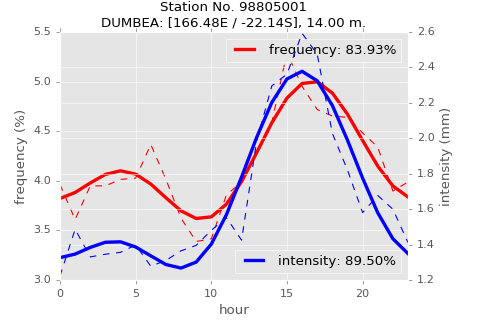 Station No. 98805001
DUMBEA: [166.48E / -22.14S], 14.00 m.
frequency: 83.93%
intensity: 89.50%
frequency (%)
5.5
5.0
4.5
4.0
3.5
3.0
intensity (mm)
2.6
2.4
2.2
2.0
1.8
1.6
1.4
1.2
0 5 10 15 20
hour